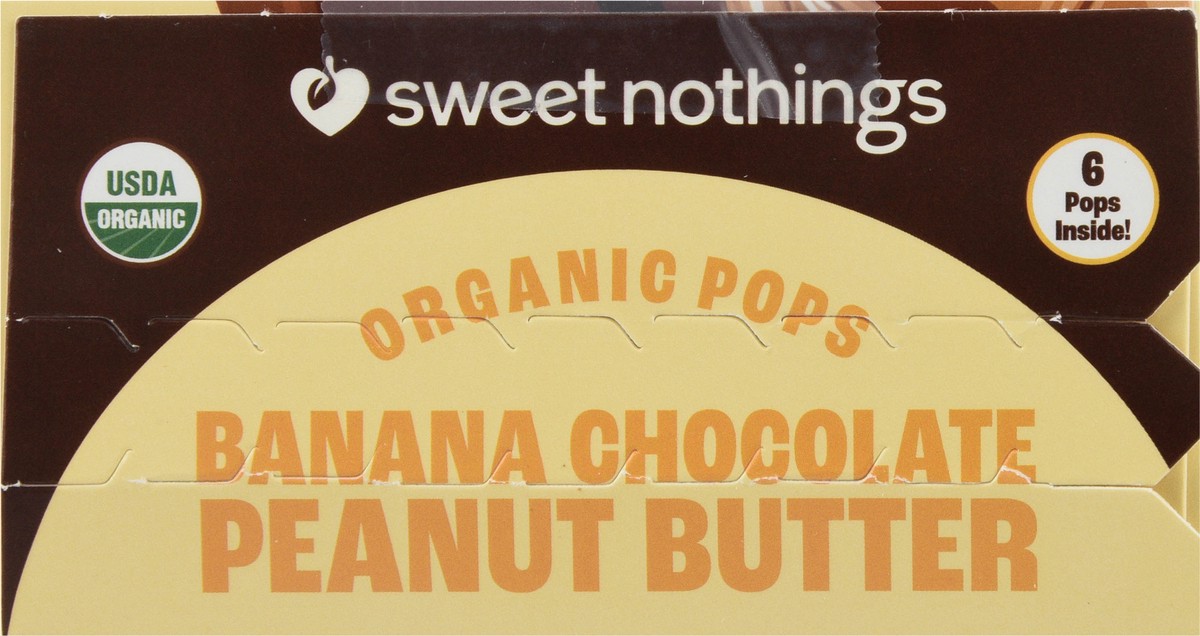 sweet nothings
USDA
ORGANIC
6
Pops
Inside!
ORGANIC POPS
BANANA CHOCOLATE
PEANUT BUTTER